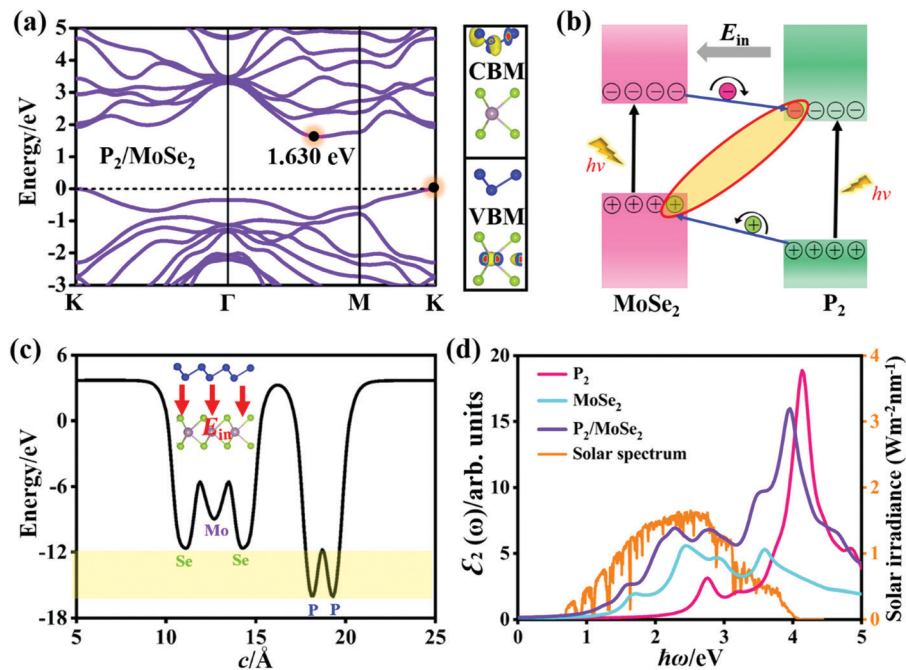 (a)
5
4
3
2
1
0
-1
-2
-3
Energy/eV
P₂/MoSe₂
1.630 eV
K
Γ
M
K
CBM
VBM
(b)
E_in
hν
hν
MoSe₂
P₂
(c)
6
0
-6
-12
-18
Energy/eV
E_in
Mo
Se
Se
P
P
5
10
15
20
25
c/Å
(d)
20
15
10
5
0
ε₂ (ω)/arb. units
P₂
MoSe₂
P₂/MoSe₂
Solar spectrum
4
3
2
1
0
Solar irradiance (Wm⁻²nm⁻¹)
0
1
2
3
4
5
ℏω/eV